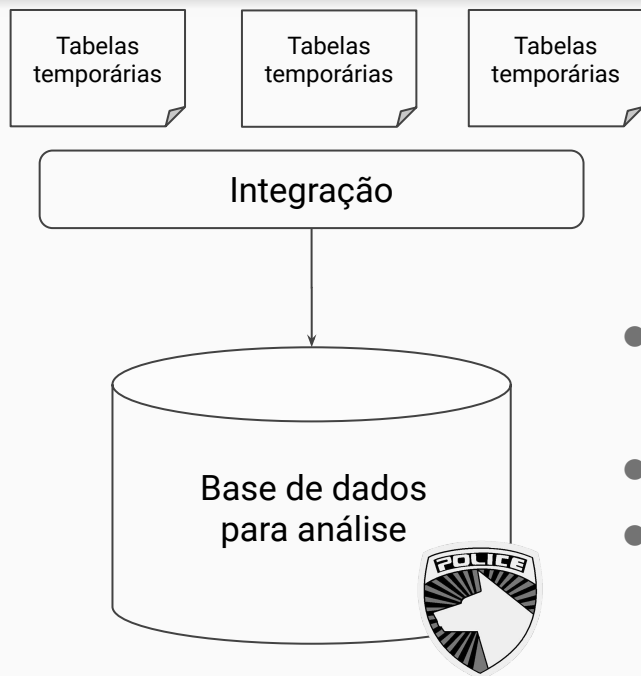 Tabelas
temporárias
Tabelas
temporárias
Tabelas
temporárias
Integração
Base de dados
para análise
POLICE